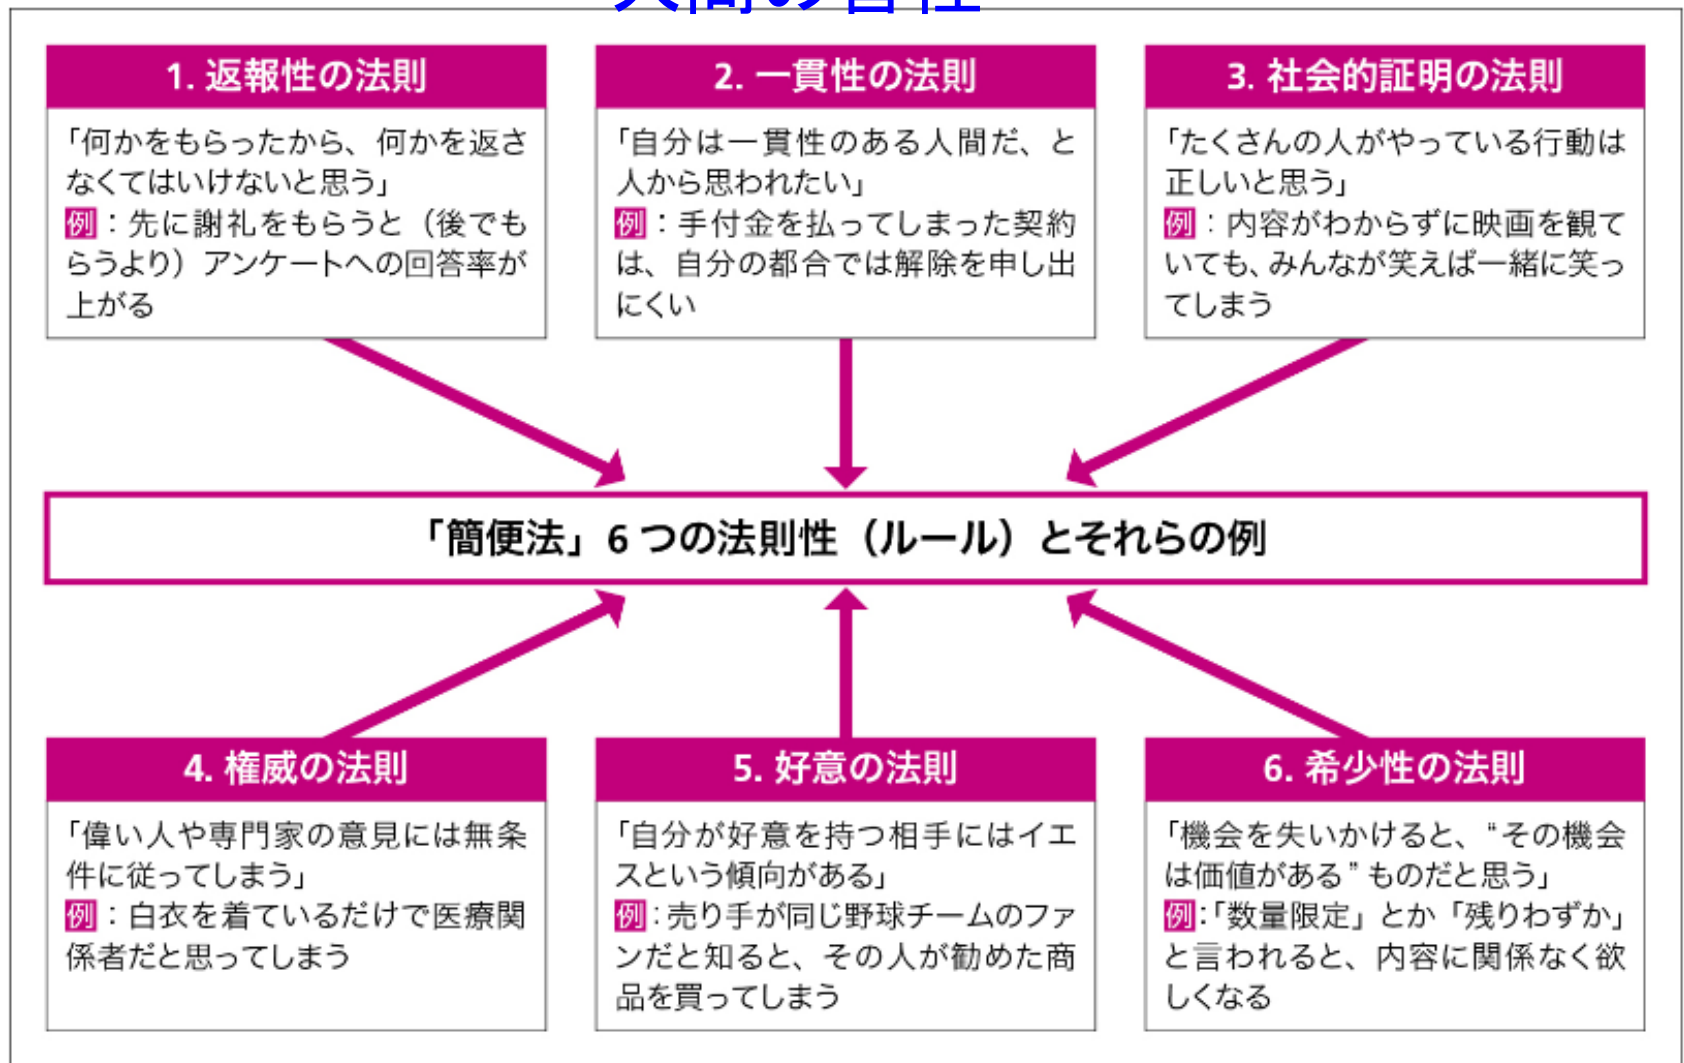 人間の習性
1. 返報性の法則
「何かをもらったから、何かを返さ
なくてはいけないと思う」
例：先に謝礼をもらうと（後でも
らうより）アンケートへの回答率が
上がる
2. 一貫性の法則
「自分は一貫性のある人間だ、と
人から思われたい」
例：手付金を払ってしまった契約
は、自分の都合では解除を申し出
にくい
3. 社会的証明の法則
「たくさんの人がやっている行動は
正しいと思う」
例：内容がわからずに映画を観て
いても、みんなが笑えば一緒に笑っ
てしまう
「簡便法」6 つの法則性（ルール）とそれらの例
4. 権威の法則
「偉い人や専門家の意見には無条
件に従ってしまう」
例：白衣を着ているだけで医療関
係者だと思ってしまう
5. 好意の法則
「自分が好意を持つ相手にはイエ
スという傾向がある」
例：売り手が同じ野球チームのファ
ンだと知ると、その人が勧めた商
品を買ってしまう
6. 希少性の法則
「機会を失いかけると、“その機会
は価値がある”ものだと思う」
例：「数量限定」とか「残りわずか」
と言われると、内容に関係なく欲
しくなる